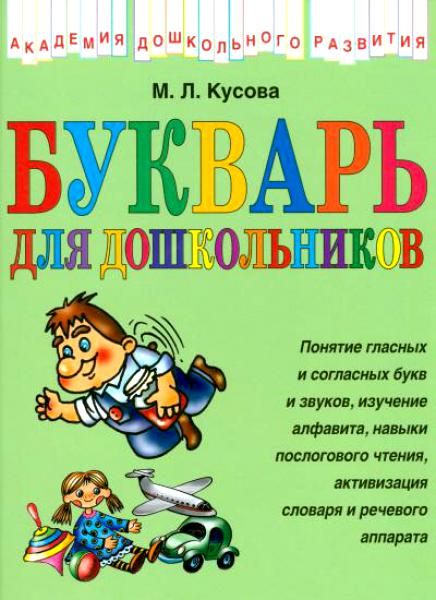 АКАДЕМИЯ ДОШКОЛЬНОГО РАЗВИТИЯ
М. Л. Кусова
БУКВАРЬ
ДЛЯ ДОШКОЛЬНИКОВ
Понятие гласных
и согласных букв
и звуков, изучение
алфавита, навыки
послогового чтения,
активизация
словаря и речевого
аппарата